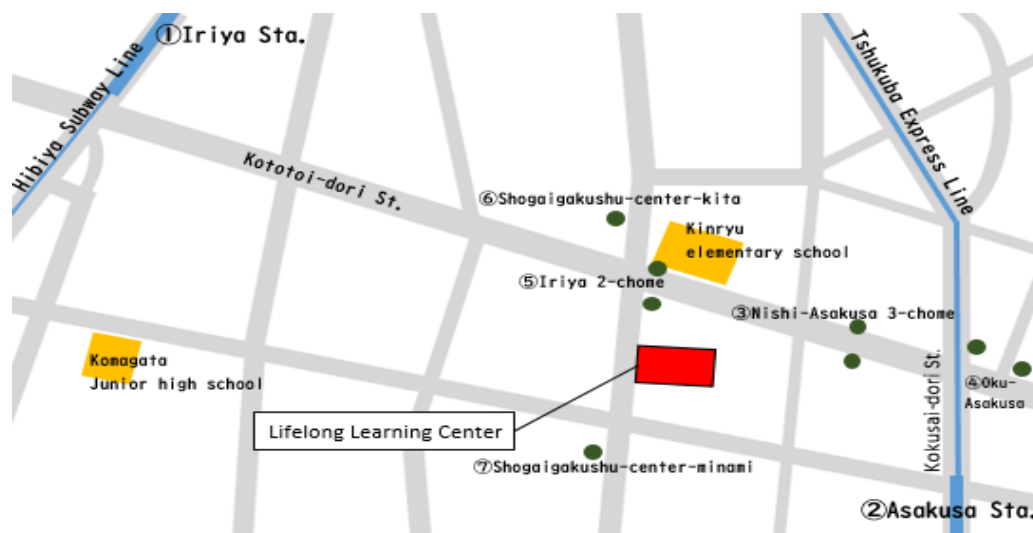 ①Iriya Sta.
Hibiya Subway Line
Tshukuba Express Line
Kototoi-dori St.
⑥Shogaigakushu-center-kita
Kinryu
elementary school
⑤Iriya 2-chome
③Nishi-Asakusa 3-chome
Kokusai-dori St.
④Oku-
Asakusa
Komagata
Junior high school
Lifelong Learning Center
⑦Shogaigakushu-center-minami
②Asakusa Sta.